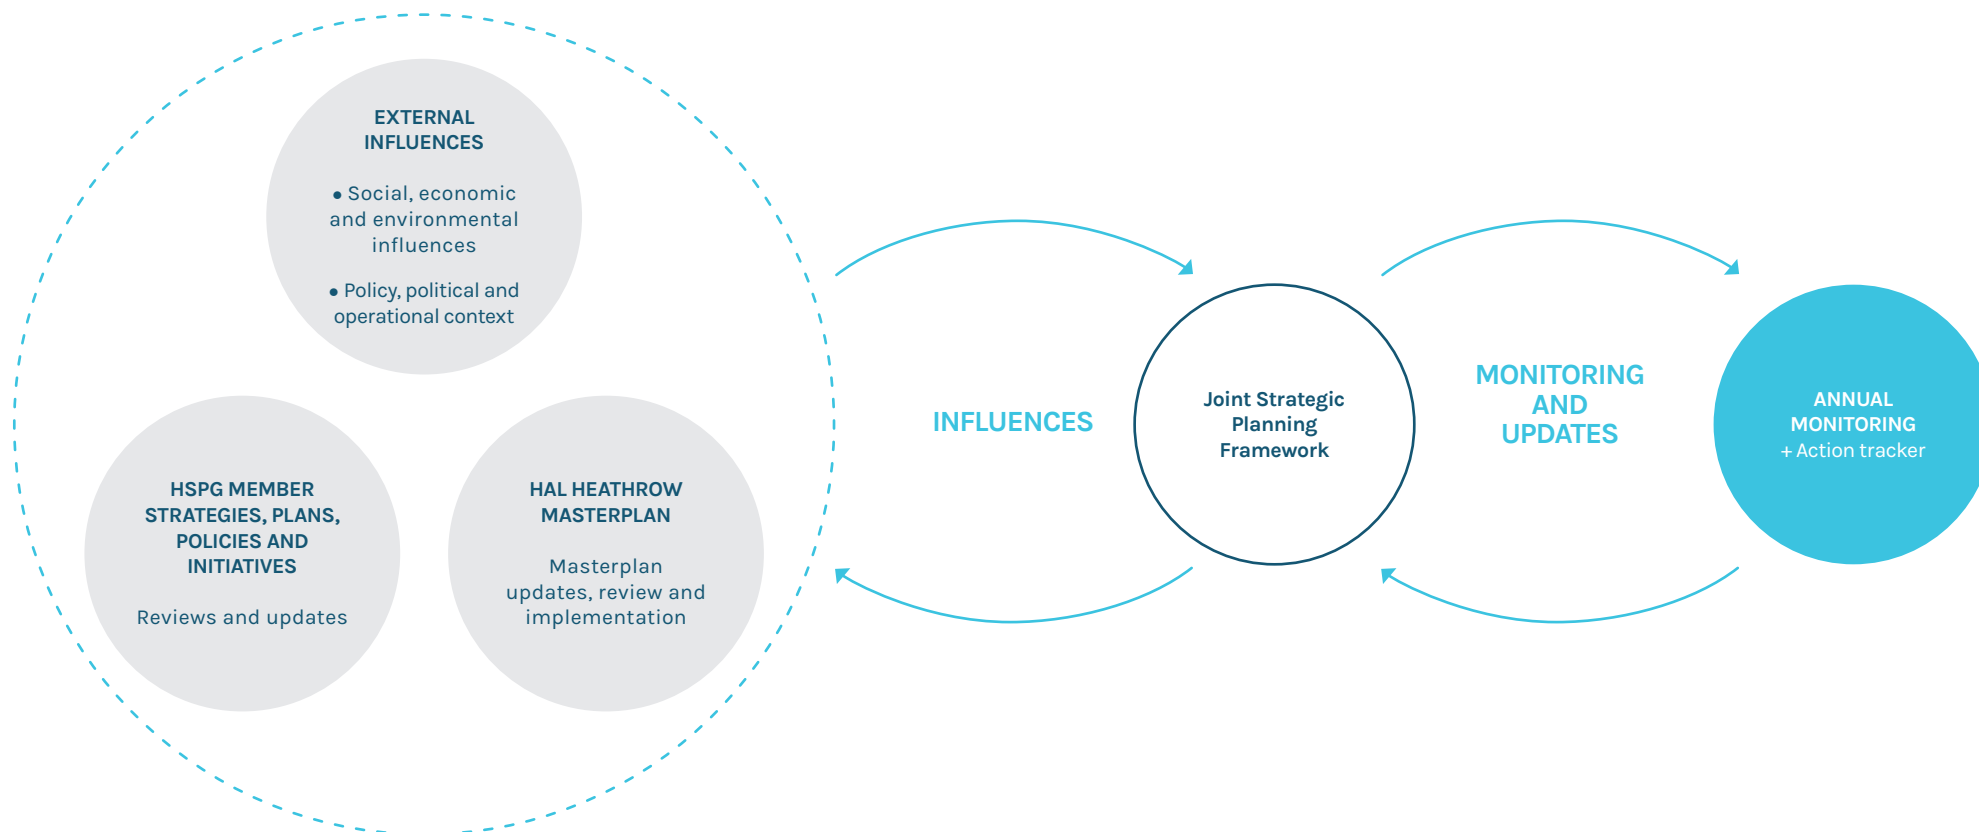 EXTERNAL
INFLUENCES
● Social, economic
and environmental
influences
● Policy, political and
operational context
HSPG MEMBER
STRATEGIES, PLANS,
POLICIES AND
INITIATIVES
Reviews and updates
HAL HEATHROW
MASTERPLAN
Masterplan
updates, review and
implementation
INFLUENCES
Joint Strategic
Planning
Framework
MONITORING
AND
UPDATES
ANNUAL
MONITORING
+ Action tracker